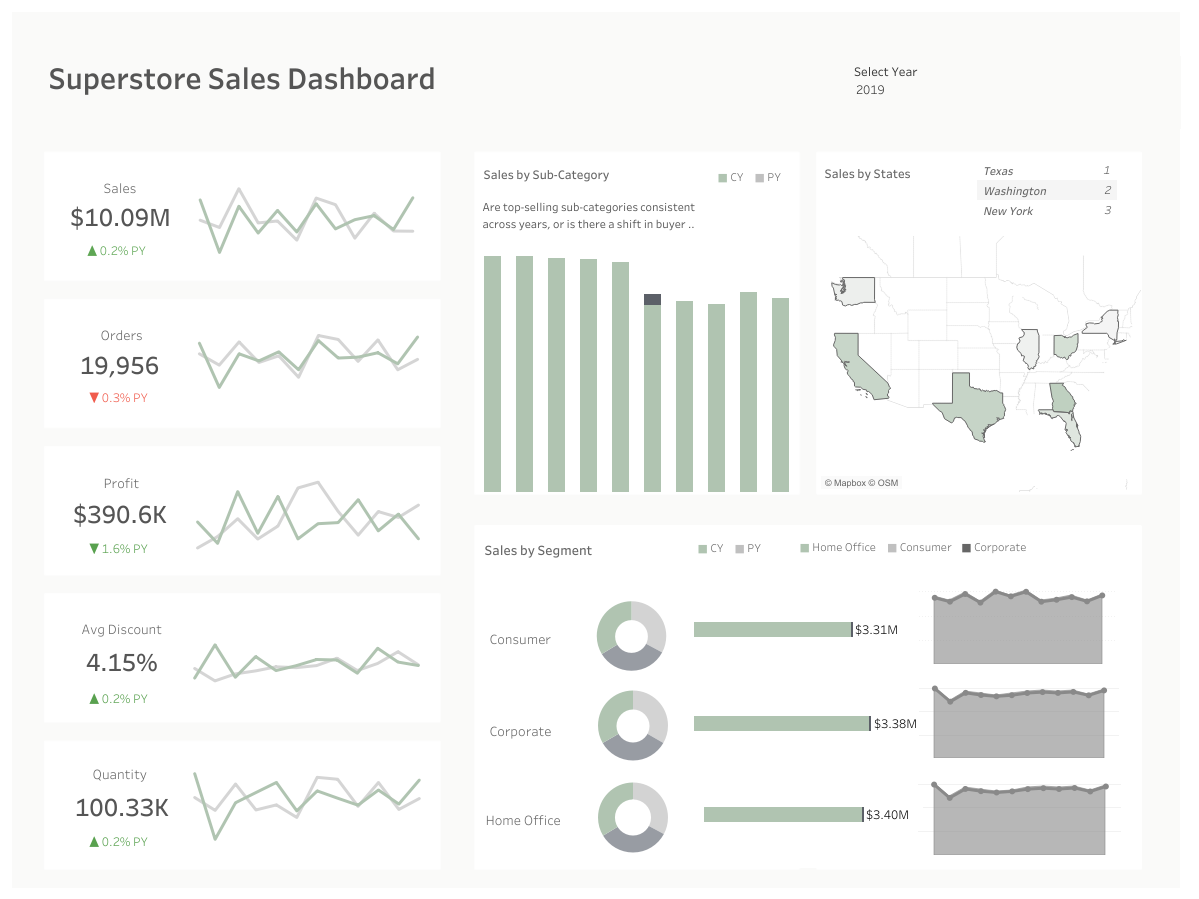 Superstore Sales Dashboard
Select Year
2019
Sales
$10.09M
▲ 0.2% PY
Orders
19,956
▼ 0.3% PY
Profit
$390.6K
▼ 1.6% PY
Avg Discount
4.15%
▲ 0.2% PY
Quantity
100.33K
▲ 0.2% PY
Sales by Sub-Category
CY PY
Are top-selling sub-categories consistent
across years, or is there a shift in buyer ..
Sales by States
Texas 1
Washington 2
New York 3
© Mapbox © OSM
Sales by Segment
CY PY Home Office Consumer Corporate
Consumer
$3.31M
Corporate
$3.38M
Home Office
$3.40M